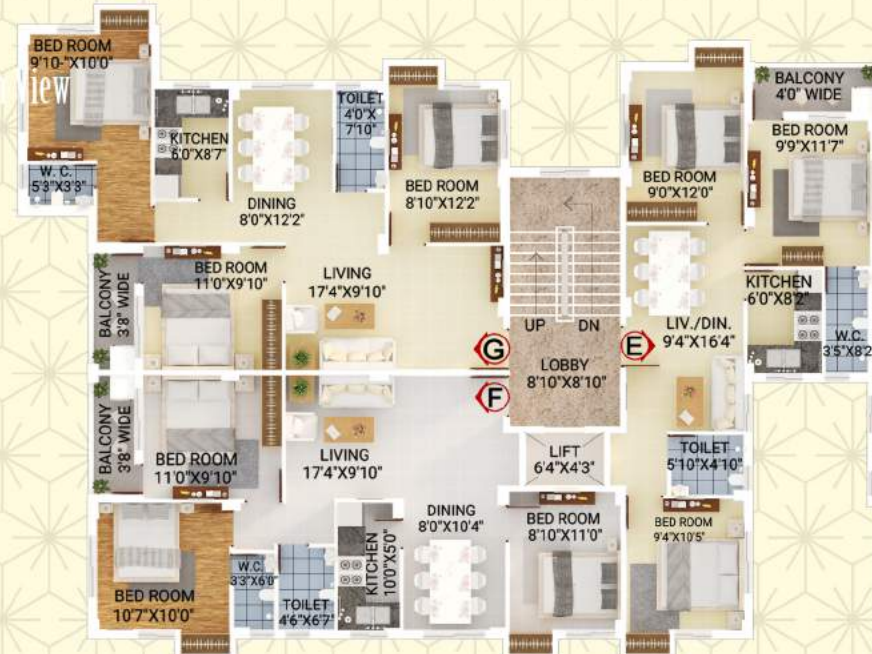 BED ROOM
9'10-"X10'0"
View
W. C.
5'3"X3'3"
KITCHEN
6'0"X8'7"
DINING
8'0"X12'2"
TOILET
4'0"X
7'10"
BED ROOM
8'10"X12'2"
BED ROOM
9'0"X12'0"
BALCONY
4'0" WIDE
BED ROOM
9'9"X11'7"
BALCONY
3'8" WIDE
BED ROOM
11'0"X9'10"
LIVING
17'4"X9'10"
UP
DN
LOBBY
8'10"X8'10"
G
E
F
LIV./DIN.
9'4"X16'4"
KITCHEN
6'0"X8'2"
W.C.
3'5"X8'2
BALCONY
3'8" WIDE
BED ROOM
11'0"X9'10"
LIVING
17'4"X9'10"
LIFT
6'4"X4'3"
TOILET
5'10"X4'10"
BED ROOM
10'7"X10'0"
W.C.
3'3"X6'0"
TOILET
4'6"X6'7"
KITCHEN
10'0"X5'0"
DINING
8'0"X10'4"
BED ROOM
8'10"X11'0"
BED ROOM
9'4"X10'5"